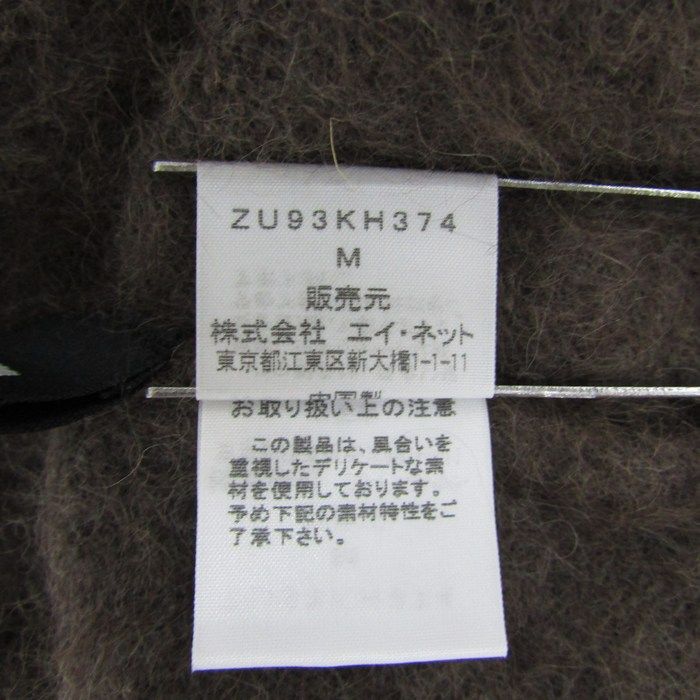 ZU93KH374
M
販売元
株式会社 エイ・ネット
東京都江東区新大橋1-1-11
お取り扱い上の注意
この製品は、風合いを
重視したデリケートな素
材を使用しております。
予め下記の素材特性をご
了承下さい。